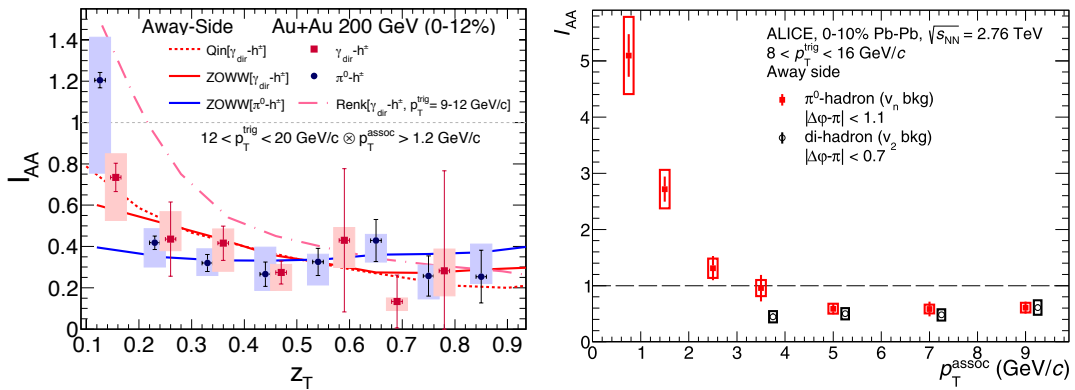 Away-Side Au+Au 200 GeV (0-12%)
Qin[γdir-h±] γdir-h±
ZOWW[γdir-h±] π⁰-h±
ZOWW[π⁰-h±] Renk[γdir-h±, pTtrig= 9-12 GeV/c]
12 < pTtrig < 20 GeV/c ⊗ pTassoc > 1.2 GeV/c
IAA
1.4
1.2
1
0.8
0.6
0.4
0.2
0
0.1 0.2 0.3 0.4 0.5 0.6 0.7 0.8 0.9
zT
IAA
ALICE, 0-10% Pb-Pb, √sNN = 2.76 TeV
8 < pTtrig < 16 GeV/c
Away side
π⁰-hadron (vn bkg)
|Δφ-π| < 1.1
di-hadron (v2 bkg)
|Δφ-π| < 0.7
5
4
3
2
1
0
0 1 2 3 4 5 6 7 8 9
pTassoc (GeV/c)